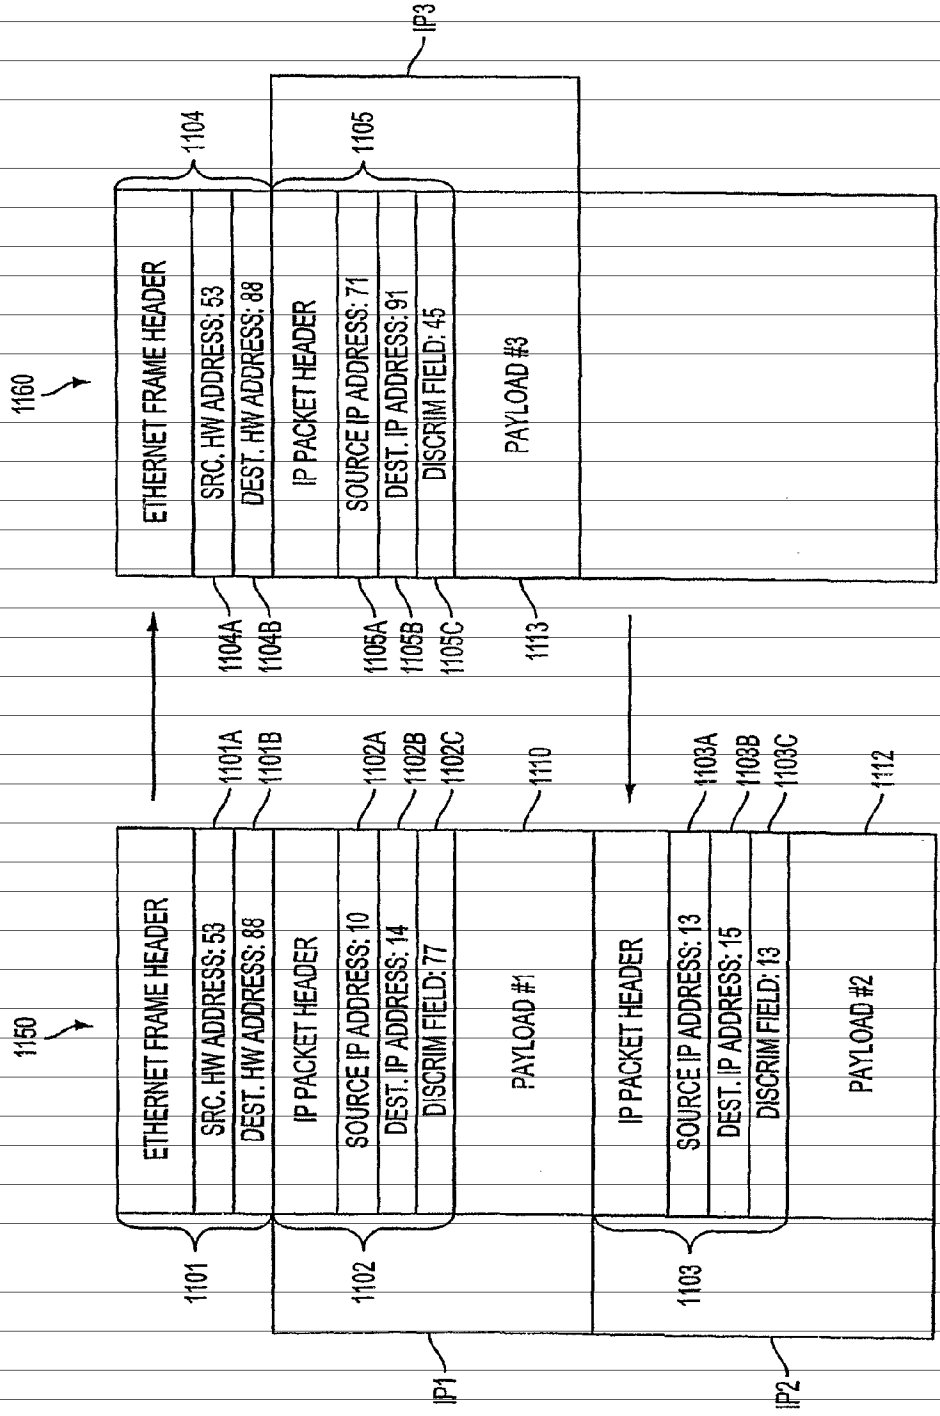 1150
ETHERNET FRAME HEADER
SRC. HW ADDRESS: 53
DEST. HW ADDRESS: 88
IP PACKET HEADER
SOURCE IP ADDRESS: 10
DEST. IP ADDRESS: 14
DISCRIM FIELD: 77
PAYLOAD #1
IP PACKET HEADER
SOURCE IP ADDRESS: 13
DEST. IP ADDRESS: 15
DISCRIM FIELD: 13
PAYLOAD #2
1101
1102
1103
IP1
IP2
1101A
1101B
1102A
1102B
1102C
1110
1103A
1103B
1103C
1112
1160
ETHERNET FRAME HEADER
SRC. HW ADDRESS: 53
DEST. HW ADDRESS: 88
IP PACKET HEADER
SOURCE IP ADDRESS: 71
DEST. IP ADDRESS: 91
DISCRIM FIELD: 45
PAYLOAD #3
1104A
1104B
1105A
1105B
1105C
1113
1104
1105
IP3